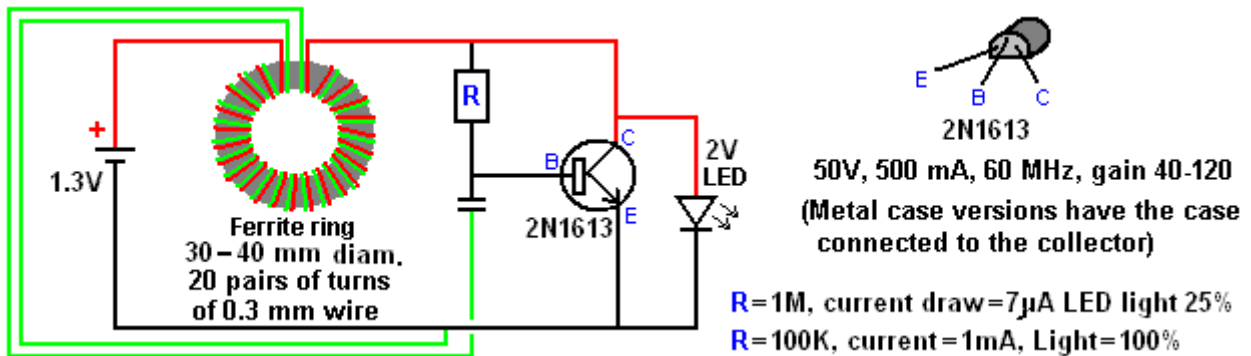 +
1.3V
Ferrite ring
30–40 mm diam.
20 pairs of turns
of 0.3 mm wire
R
B
C
E
2N1613
2V
LED
E
B
C
2N1613
50V, 500 mA, 60 MHz, gain 40-120
(Metal case versions have the case
connected to the collector)
R=1M, current draw=7µA LED light 25%
R=100K, current=1mA, Light=100%